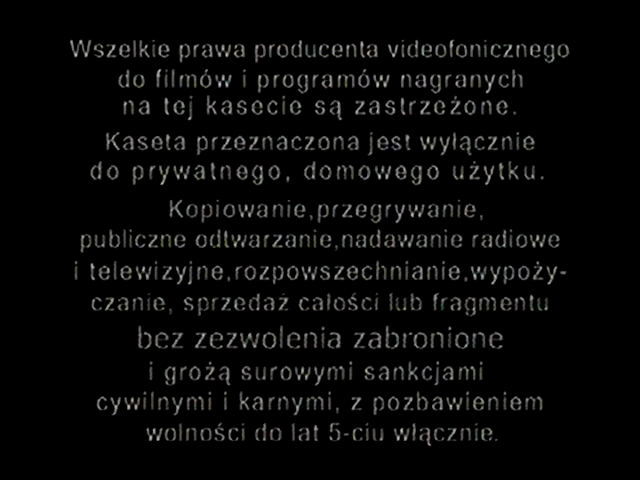 Wszelkie prawa producenta videofonicznego
do filmów i programów nagranych
na tej kasecie są zastrzeżone.
Kaseta przeznaczona jest wyłącznie
do prywatnego, domowego użytku.
Kopiowanie,przegrywanie,
publiczne odtwarzanie,nadawanie radiowe
i telewizyjne,rozpowszechnianie,wypoży-
czanie, sprzedaż całości lub fragmentu
bez zezwolenia zabronione
i grożą surowymi sankcjami
cywilnymi i karnymi, z pozbawieniem
wolności do lat 5-ciu włącznie.